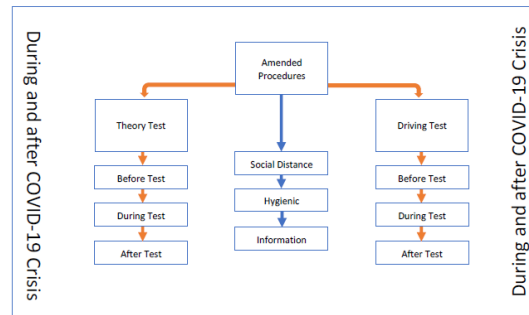 During and after COVID-19 Crisis
Amended
Procedures
Theory Test
Driving Test
Social Distance
Before Test
Before Test
Hygienic
During Test
During Test
Information
After Test
After Test
During and after COVID-19 Crisis